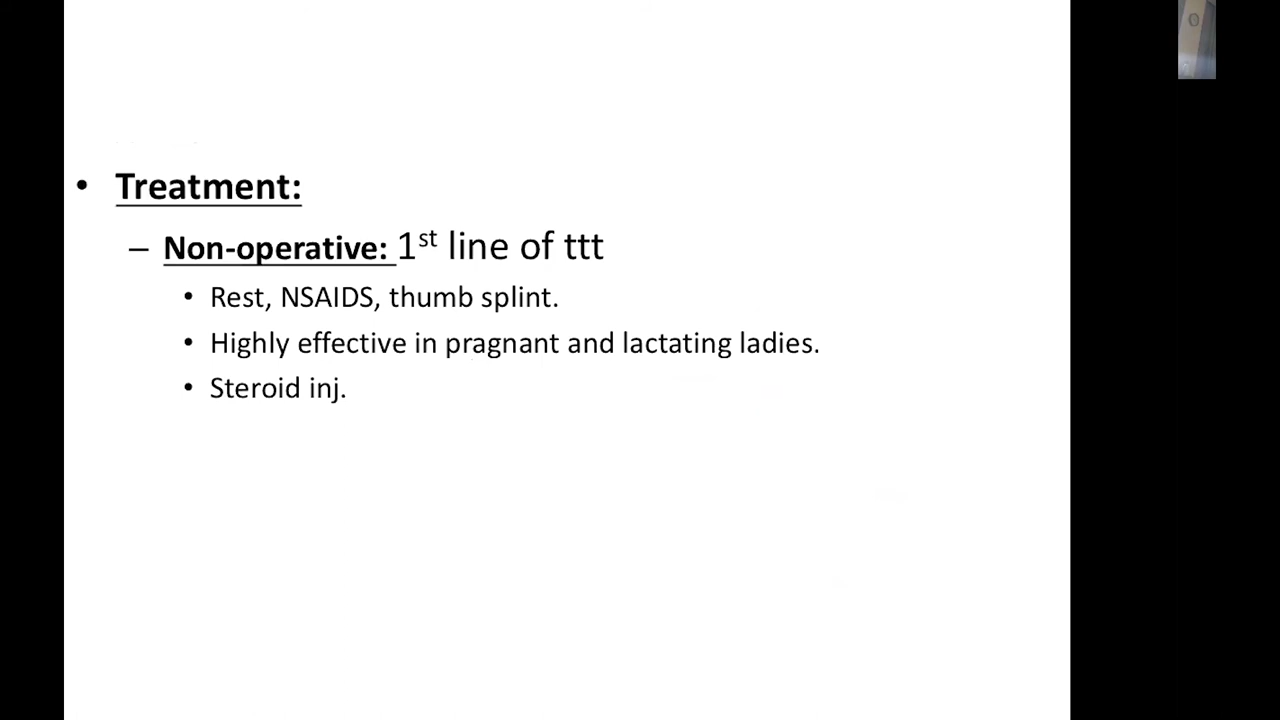 • Treatment:
– Non-operative: 1st line of ttt
• Rest, NSAIDS, thumb splint.
• Highly effective in pragnant and lactating ladies.
• Steroid inj.